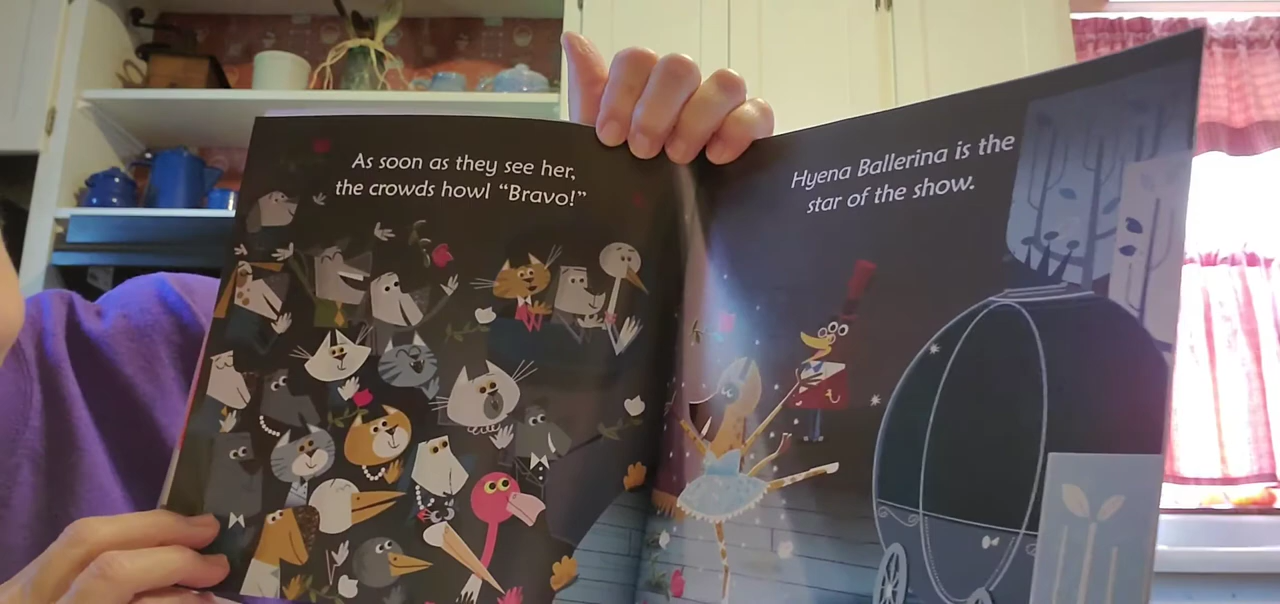 As soon as they see her,
the crowds howl “Bravo!”
Hyena Ballerina is the
star of the show.